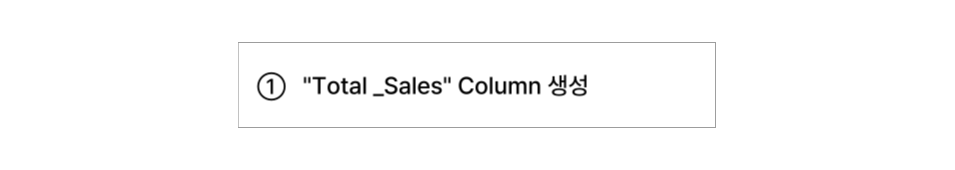 ① "Total _Sales" Column 생성